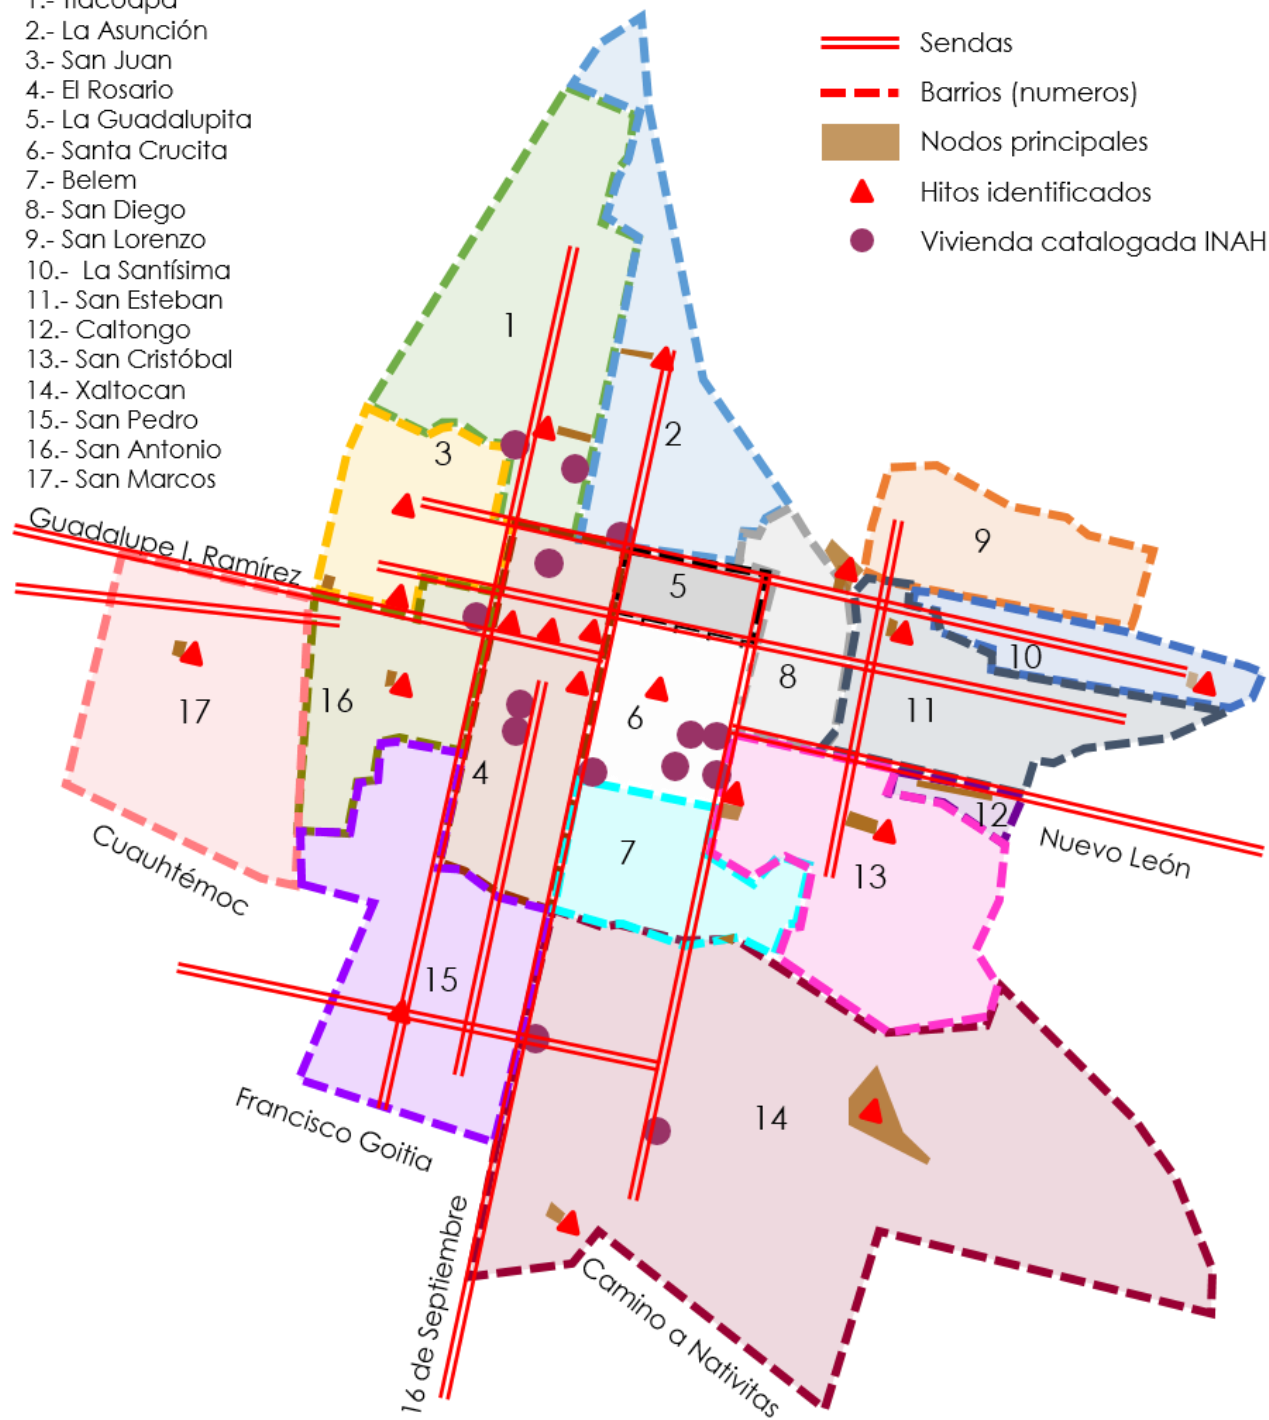 2.- La Asunción
3.- San Juan
4.- El Rosario
5.- La Guadalupita
6.- Santa Crucita
7.- Belem
8.- San Diego
9.- San Lorenzo
10.- La Santísima
11.- San Esteban
12.- Caltongo
13.- San Cristóbal
14.- Xaltocan
15.- San Pedro
16.- San Antonio
17.- San Marcos
Sendas
Barrios (numeros)
Nodos principales
Hitos identificados
Vivienda catalogada INAH
1
2
3
9
Guadalupe I. Ramírez
5
10
8
16
17
6
11
4
12
7
13
Nuevo León
Cuauhtémoc
15
14
Francisco Goitia
16 de Septiembre
Camino a Nativitas